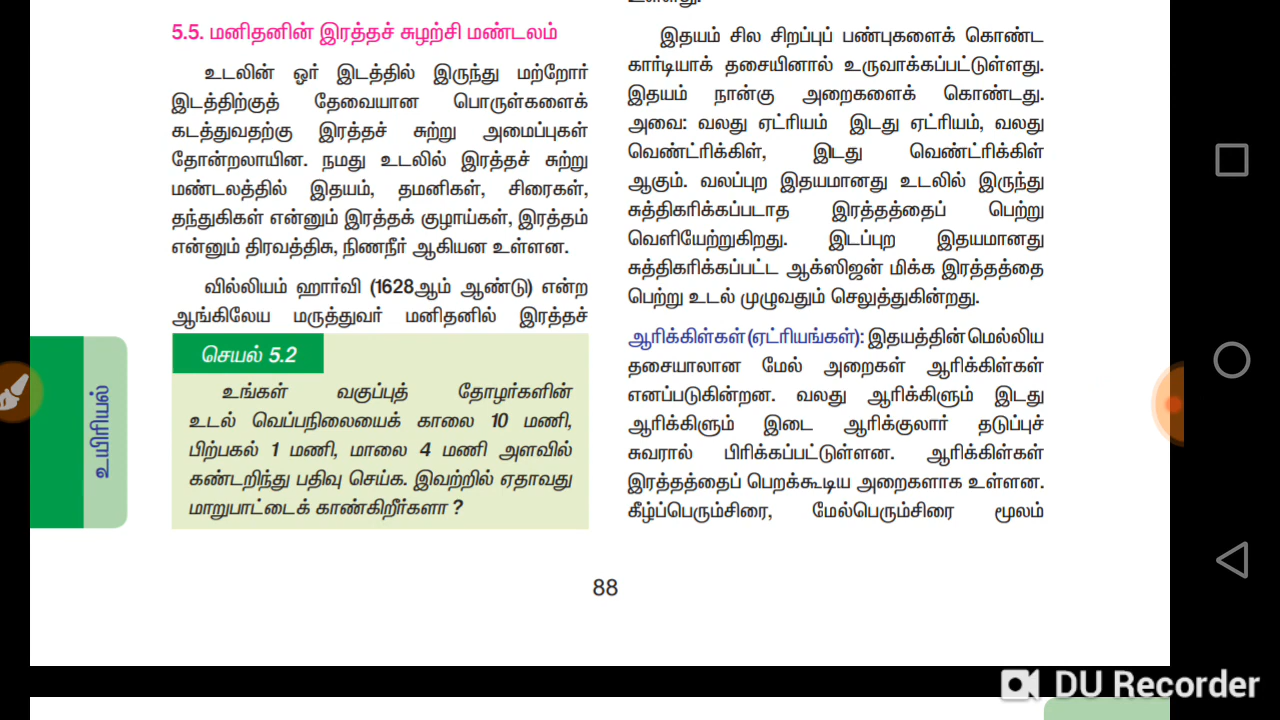 5.5. மனிதனின் இரத்தச் சுழற்சி மண்டலம்
உடலின் ஓர் இடத்தில் இருந்து மற்றோர்
இடத்திற்குத் தேவையான பொருள்களைக்
கடத்துவதற்கு இரத்தச் சுற்று அமைப்புகள்
தோன்றலாயின. நமது உடலில் இரத்தச் சுற்று
மண்டலத்தில் இதயம், தமனிகள், சிரைகள்,
தந்துகிகள் என்னும் இரத்தக் குழாய்கள், இரத்தம்
என்னும் திரவத்திசு, நிணநீர் ஆகியன உள்ளன.
வில்லியம் ஹார்வி (1628ஆம் ஆண்டு) என்ற
ஆங்கிலேய மருத்துவர் மனிதனில் இரத்தச்
செயல் 5.2
உங்கள் வகுப்புத் தோழர்களின்
உடல் வெப்பநிலையைக் காலை 10 மணி,
பிற்பகல் 1 மணி, மாலை 4 மணி அளவில்
கண்டறிந்து பதிவு செய்க. இவற்றில் ஏதாவது
மாறுபாட்டைக் காண்கிறீர்களா ?
உயிரியல்
இதயம் சில சிறப்புப் பண்புகளைக் கொண்ட
கார்டியாக் தசையினால் உருவாக்கப்பட்டுள்ளது.
இதயம் நான்கு அறைகளைக் கொண்டது.
அவை: வலது ஏட்ரியம் இடது ஏட்ரியம், வலது
வெண்ட்ரிக்கிள், இடது வெண்ட்ரிக்கிள்
ஆகும். வலப்புற இதயமானது உடலில் இருந்து
சுத்திகரிக்கப்படாத இரத்தத்தைப் பெற்று
வெளியேற்றுகிறது. இடப்புற இதயமானது
சுத்திகரிக்கப்பட்ட ஆக்ஸிஜன் மிக்க இரத்தத்தை
பெற்று உடல் முழுவதும் செலுத்துகின்றது.
ஆரிக்கிள்கள் (ஏட்ரியங்கள்): இதயத்தின் மெல்லிய
தசையாலான மேல் அறைகள் ஆரிக்கிள்கள்
எனப்படுகின்றன. வலது ஆரிக்கிளும் இடது
ஆரிக்கிளும் இடை ஆரிக்குலார் தடுப்புச்
சுவரால் பிரிக்கப்பட்டுள்ளன. ஆரிக்கிள்கள்
இரத்தத்தைப் பெறக்கூடிய அறைகளாக உள்ளன.
கீழ்ப்பெரும்சிரை, மேல்பெரும்சிரை மூலம்
88
DU Recorder